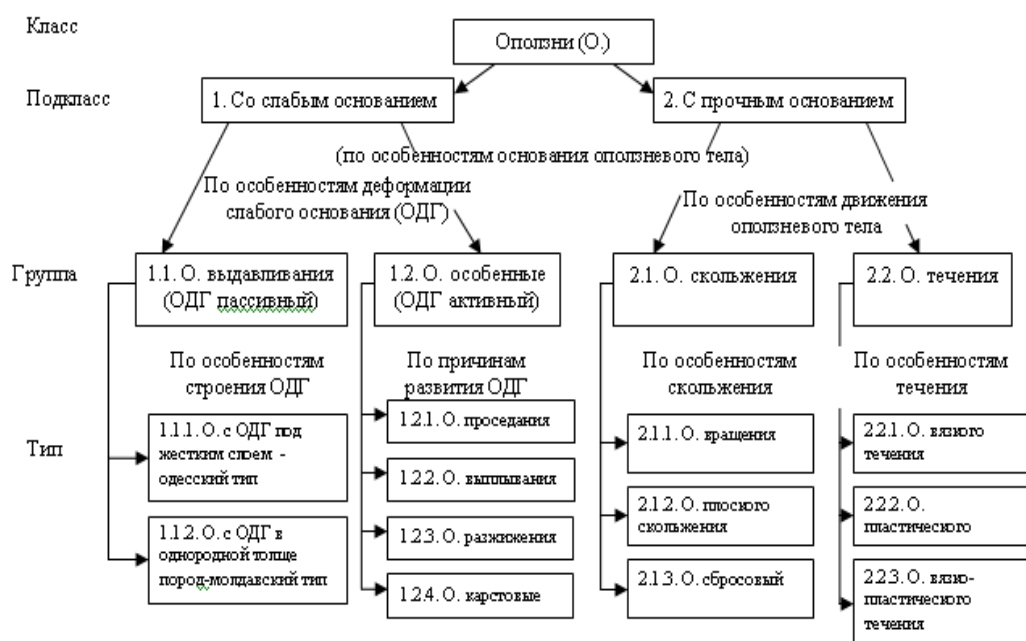 Класс
Оползни (О.)
Подкласс
1. Со слабым основанием
2. С прочным основанием
(по особенностям основания оползневого тела)
По особенностям деформации
слабого основания (ОДГ)
По особенностям движения
оползневого тела
Группа
1.1. О. выдавливания
(ОДГ пассивный)
1.2. О. особенные
(ОДГ активный)
2.1. О. скольжения
2.2. О. течения
По особенностям
строения ОДГ
По причинам
развития ОДГ
По особенностям
скольжения
По особенностям
течения
Тип
1.1.1. О. с ОДГ под
жестким слоем -
одесский тип
1.1.2. О. с ОДГ в
однородной толще
пород-молдавский тип
1.2.1. О. проседания
1.2.2. О. выплывания
1.2.3. О. разжижения
1.2.4. О. карстовые
2.1.1. О. вращения
2.1.2. О. плоского
скольжения
2.1.3. О. сбросовый
2.2.1. О. вязкого
течения
2.2.2. О.
пластического
2.2.3. О. вязко-
пластического
течения